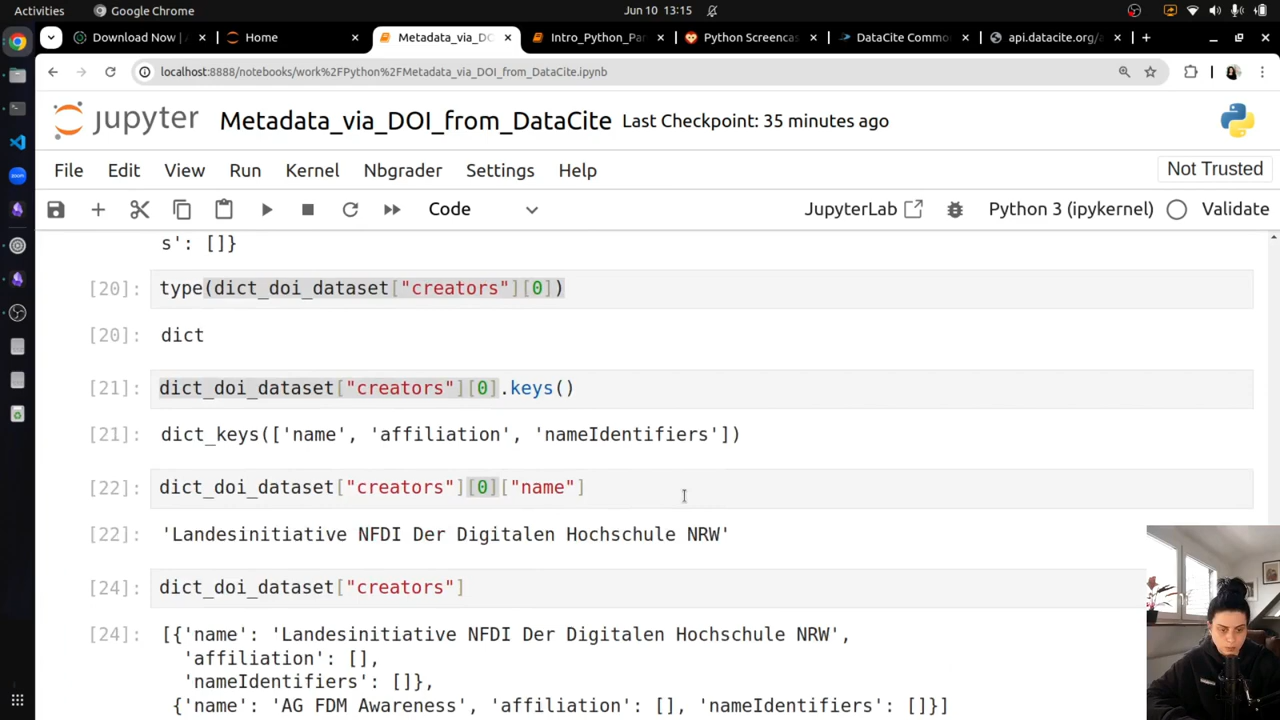 Activities Google Chrome Jun 10 13:15
Download Now | Home Metadata_via_DO Intro_Python_Par Python Screencas DataCite Commo api.datacite.org/
localhost:8888/notebooks/work%2FPython%2FMetadata_via_DOI_from_DataCite.ipynb
jupyter Metadata_via_DOI_from_DataCite Last Checkpoint: 35 minutes ago
File Edit View Run Kernel Nbgrader Settings Help Not Trusted
Code JupyterLab Python 3 (ipykernel) Validate
s': []}
[20]: type(dict_doi_dataset["creators"][0])
[20]: dict
[21]: dict_doi_dataset["creators"][0].keys()
[21]: dict_keys(['name', 'affiliation', 'nameIdentifiers'])
[22]: dict_doi_dataset["creators"][0]["name"]
[22]: 'Landesinitiative NFDI Der Digitalen Hochschule NRW'
[24]: dict_doi_dataset["creators"]
[24]: [{'name': 'Landesinitiative NFDI Der Digitalen Hochschule NRW',
'affiliation': [],
'nameIdentifiers': []},
{'name': 'AG FDM Awareness', 'affiliation': [], 'nameIdentifiers': []}]